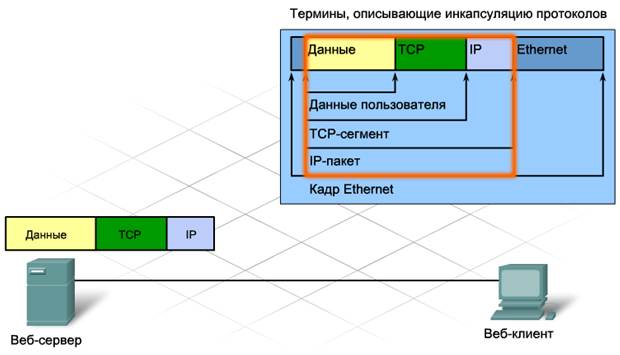 Термины, описывающие инкапсуляцию протоколов
Данные TCP IP Ethernet
Данные пользователя
TCP-сегмент
IP-пакет
Кадр Ethernet
Данные TCP IP
Веб-сервер
Веб-клиент